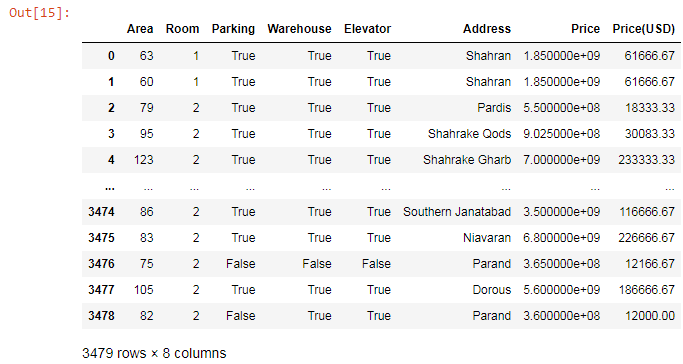 Out[15]:
Area Room Parking Warehouse Elevator Address Price Price(USD)
0 63 1 True True True Shahran 1.850000e+09 61666.67
1 60 1 True True True Shahran 1.850000e+09 61666.67
2 79 2 True True True Pardis 5.500000e+08 18333.33
3 95 2 True True True Shahrake Qods 9.025000e+08 30083.33
4 123 2 True True True Shahrake Gharb 7.000000e+09 233333.33
... ... ... ... ... ... ... ... ...
3474 86 2 True True True Southern Janatabad 3.500000e+09 116666.67
3475 83 2 True True True Niavaran 6.800000e+09 226666.67
3476 75 2 False False False Parand 3.650000e+08 12166.67
3477 105 2 True True True Dorous 5.600000e+09 186666.67
3478 82 2 False True True Parand 3.600000e+08 12000.00
3479 rows × 8 columns